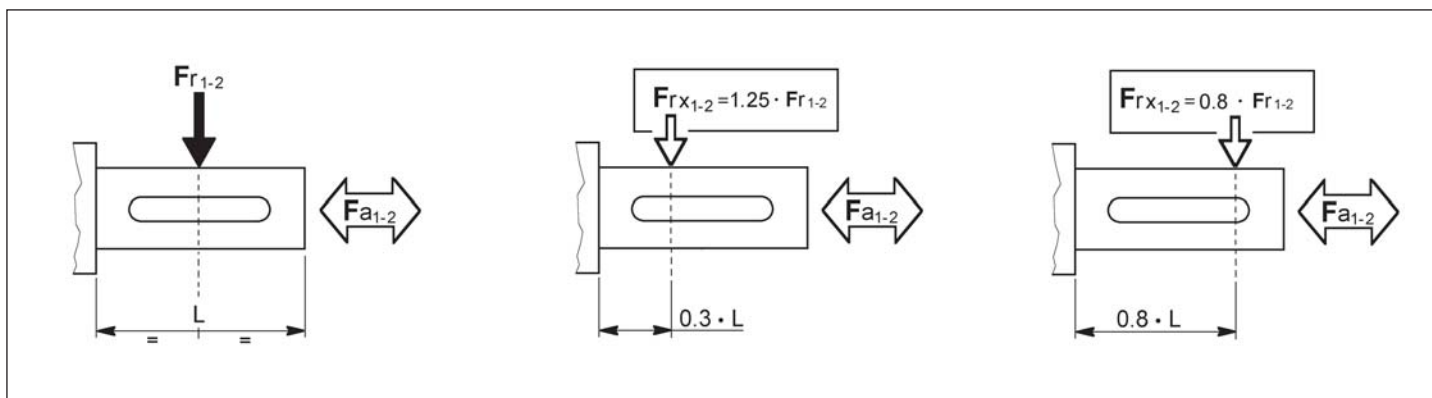 Fr1-2
Fa1-2
L
= =
Frx1-2=1.25 · Fr1-2
Fa1-2
0.3 · L
Frx1-2=0.8 · Fr1-2
Fa1-2
0.8 · L